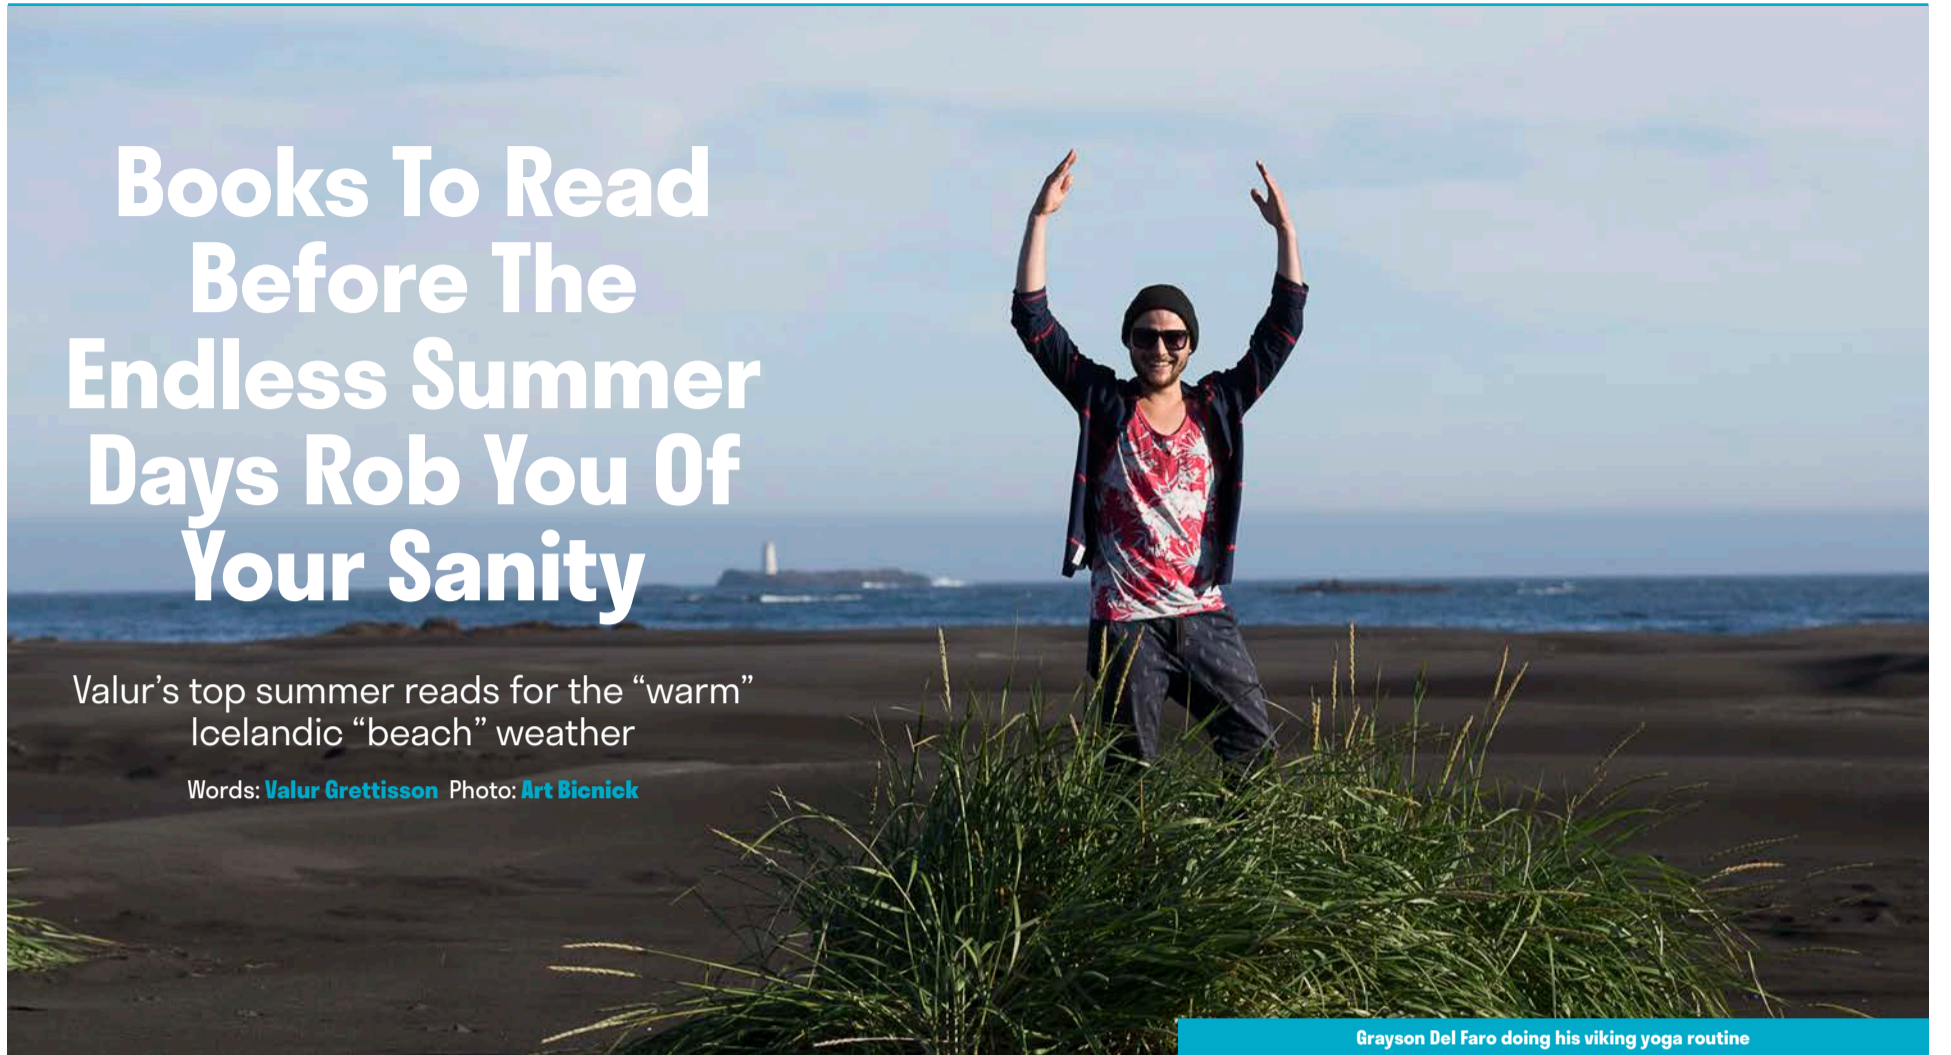 Books To Read
Before The
Endless Summer
Days Rob You Of
Your Sanity
Valur’s top summer reads for the “warm”
Icelandic “beach” weather
Words: Valur Grettisson Photo: Art Bicnick
Grayson Del Faro doing his viking yoga routine